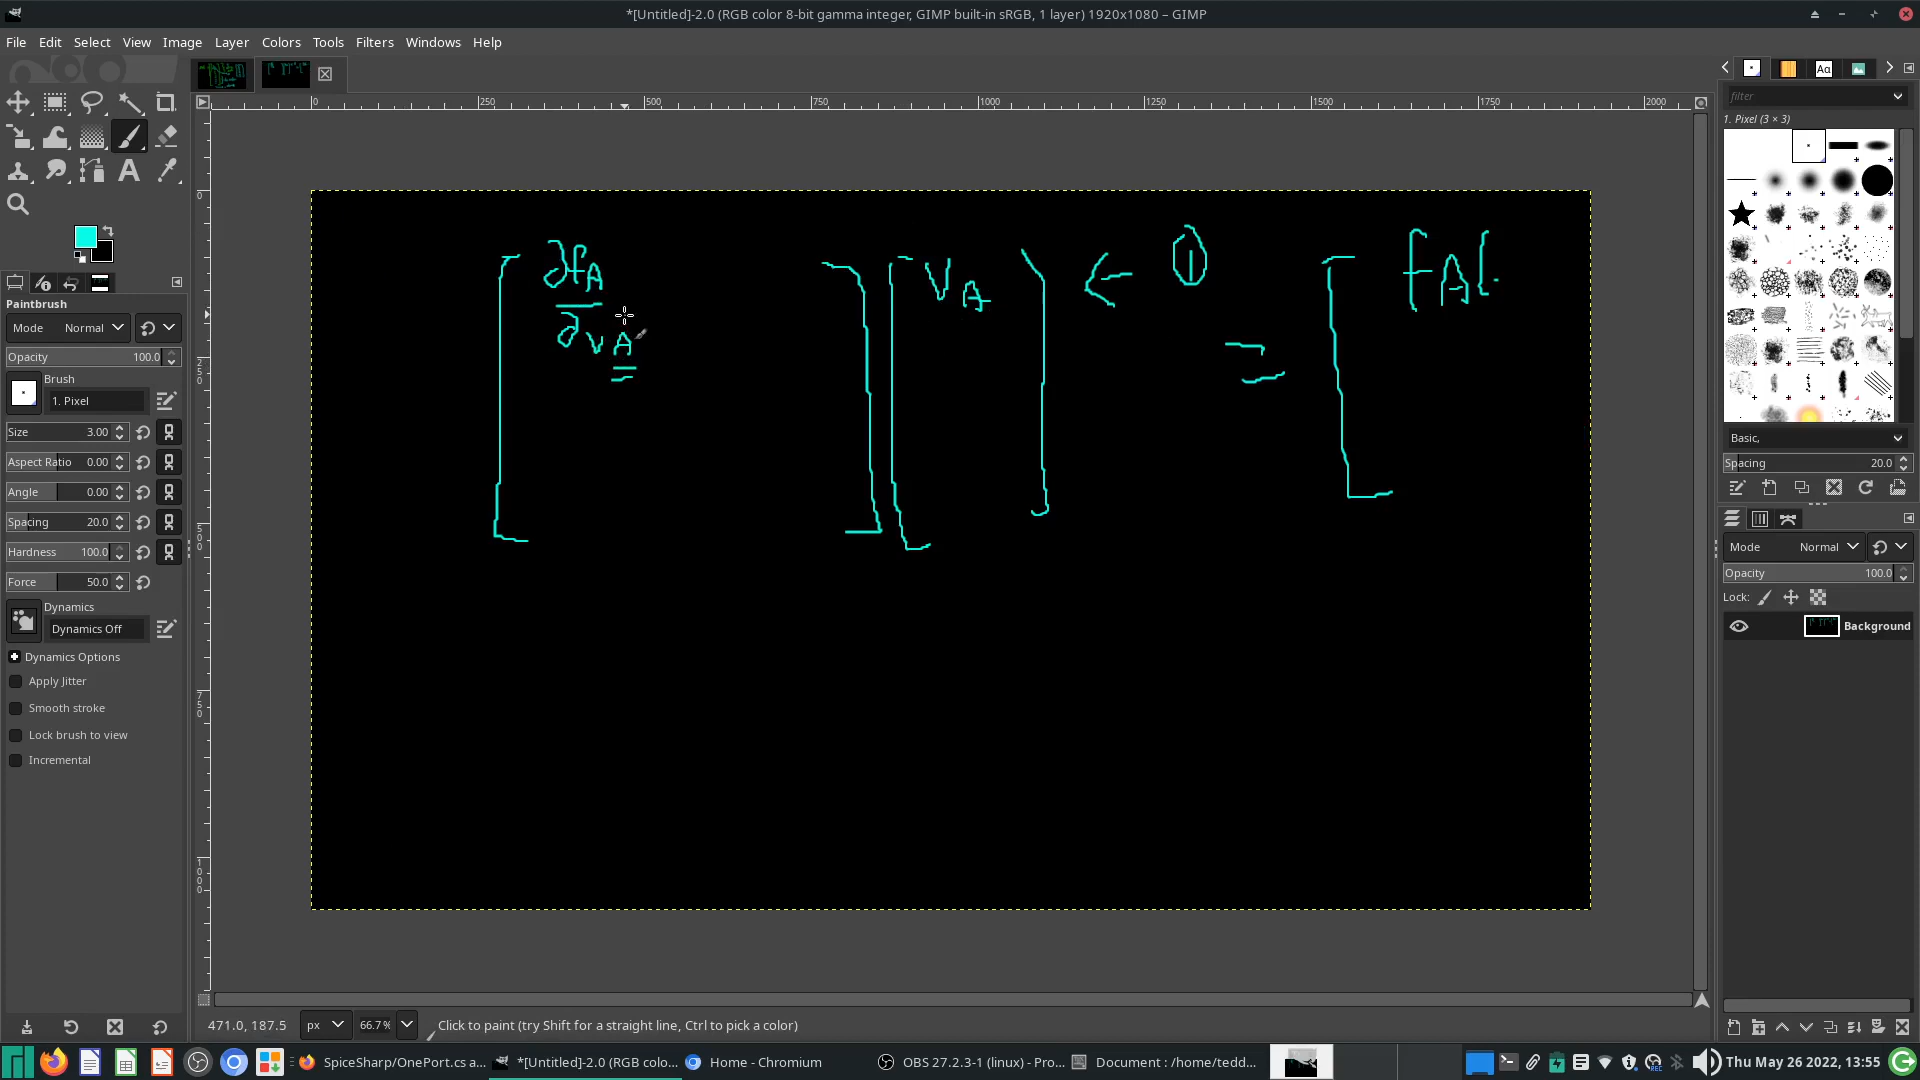 *[Untitled]-2.0 (RGB color 8-bit gamma integer, GIMP built-in sRGB, 1 layer) 1920x1080 – GIMP
File Edit Select View Image Layer Colors Tools Filters Windows Help
0 250 500 750 1000 1250 1500 1750 2000
filter
1. Pixel (3 × 3)
Paintbrush
Mode Normal
Opacity 100.0
Brush
1. Pixel
Size 3.00
Aspect Ratio 0.00
Angle 0.00
Spacing 20.0
Hardness 100.0
Force 50.0
Dynamics
Dynamics Off
Dynamics Options
Apply Jitter
Smooth stroke
Lock brush to view
Incremental
0
250
500
750
1000
∂fA
∂vA
VA
← ①
=
fA(
Basic,
Spacing 20.0
Mode Normal
Opacity 100.0
Lock:
Background
471.0, 187.5 px 66.7% Click to paint (try Shift for a straight line, Ctrl to pick a color)
SpiceSharp/OnePort.cs a... *[Untitled]-2.0 (RGB colo... Home - Chromium OBS 27.2.3-1 (linux) - Pro... Document : /home/tedd... Thu May 26 2022, 13:55